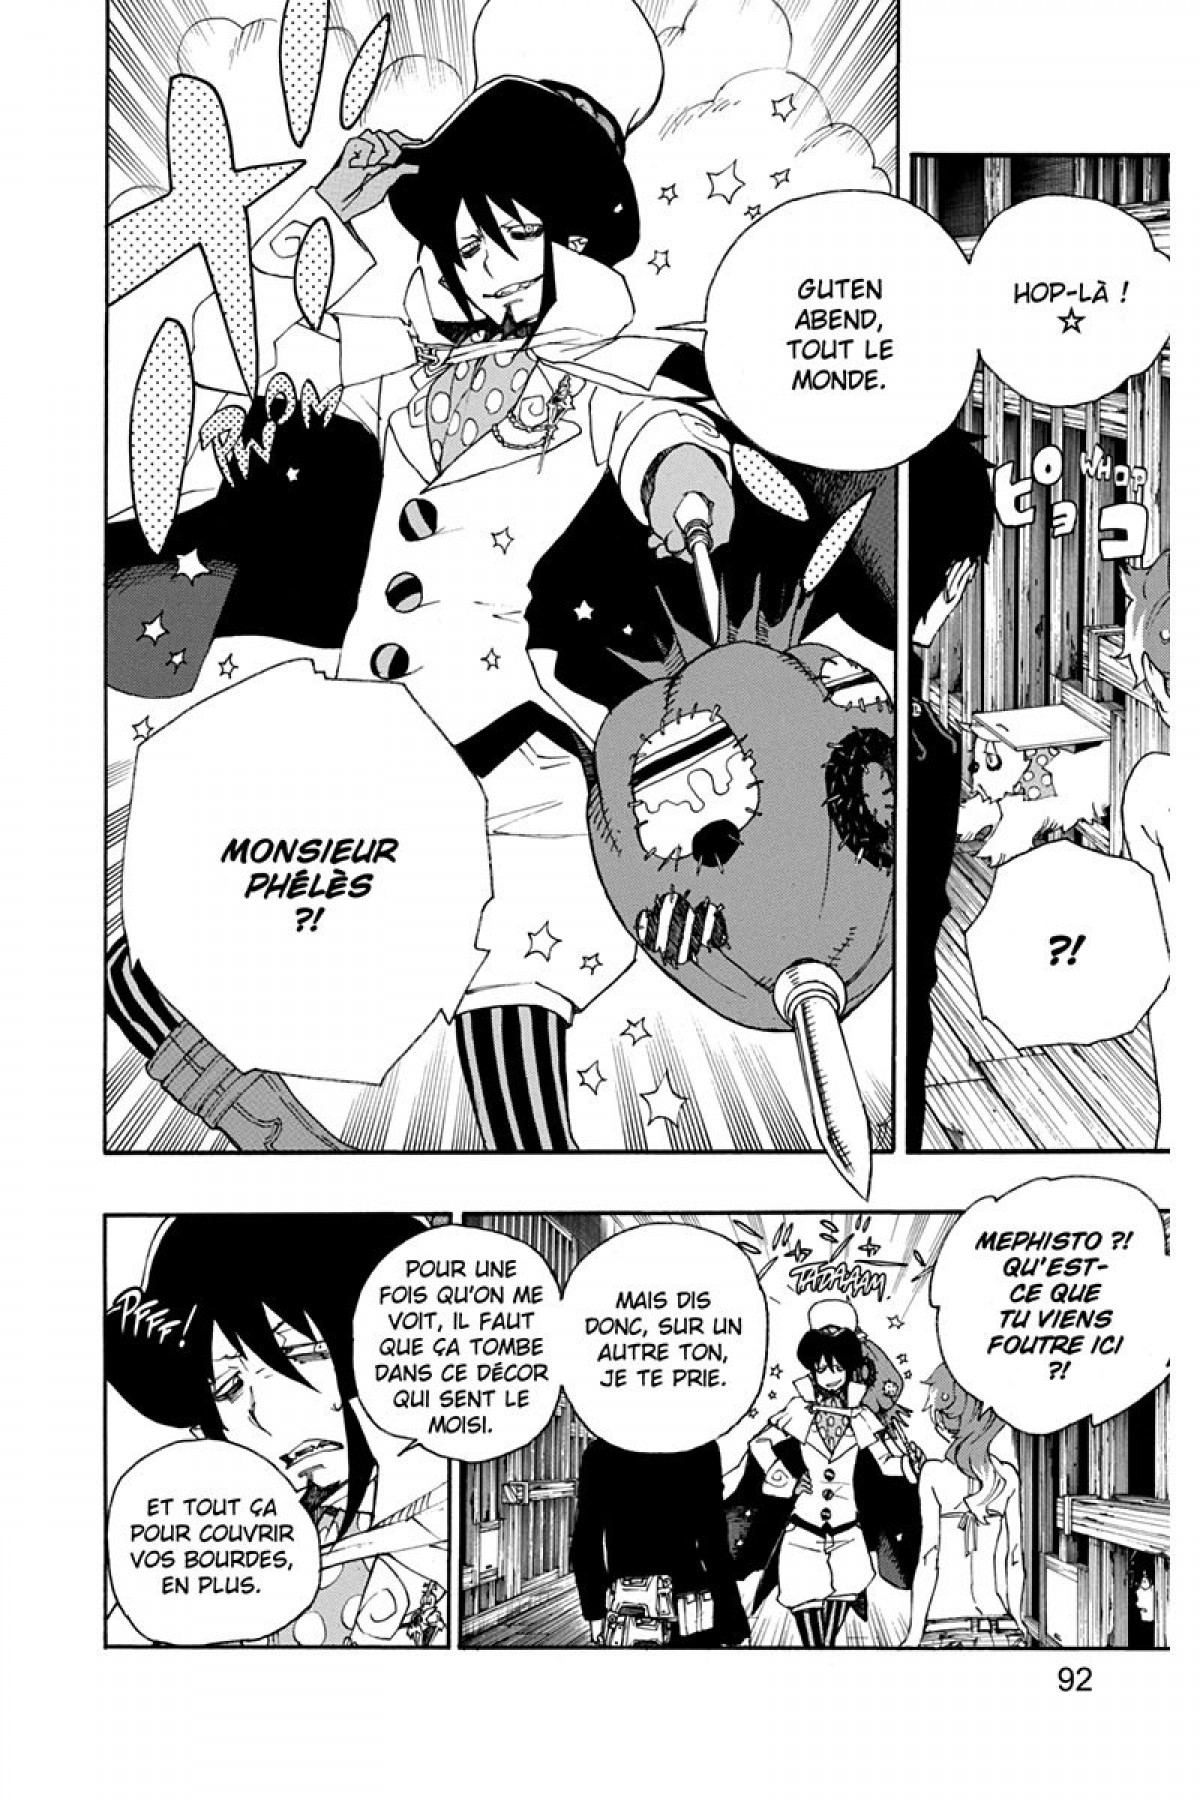 HOP-LÀ !
☆
ピョコ
WHOP
GUTEN
ABEND,
TOUT LE
MONDE.
?!
MONSIEUR
PHÉLÈS
?!
MEPHISTO ?!
QU'EST-
CE QUE
TU VIENS
FOUTRE ICI
?!
TADAAAM
MAIS DIS
DONC, SUR UN
AUTRE TON,
JE TE PRIE.
POUR UNE
FOIS QU'ON ME
VOIT, IL FAUT
QUE ÇA TOMBE
DANS CE DÉCOR
QUI SENT LE
MOISI.
PFFF!
ET TOUT ÇA
POUR COUVRIR
VOS BOURDES,
EN PLUS.
92